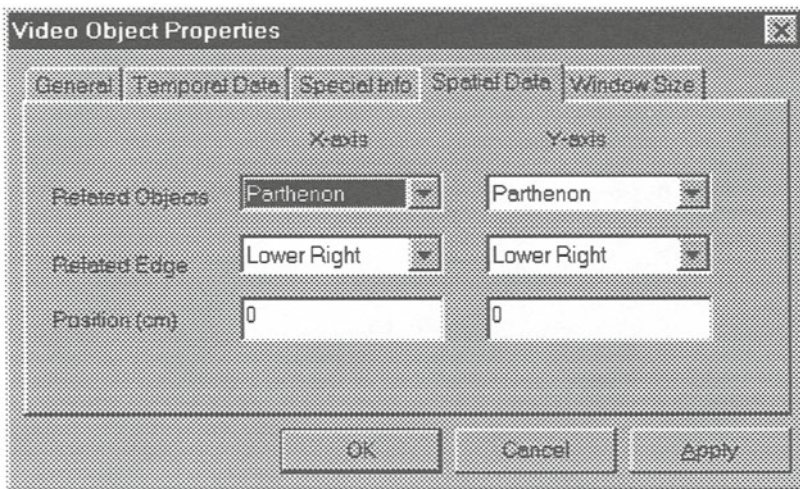 Video Object Properties
General Temporal Data Special Info Spatial Data Window Size
X-axis Y-axis
Related Objects Parthenon Parthenon
Related Edge Lower Right Lower Right
Position (cm) 0 0
OK Cancel Apply